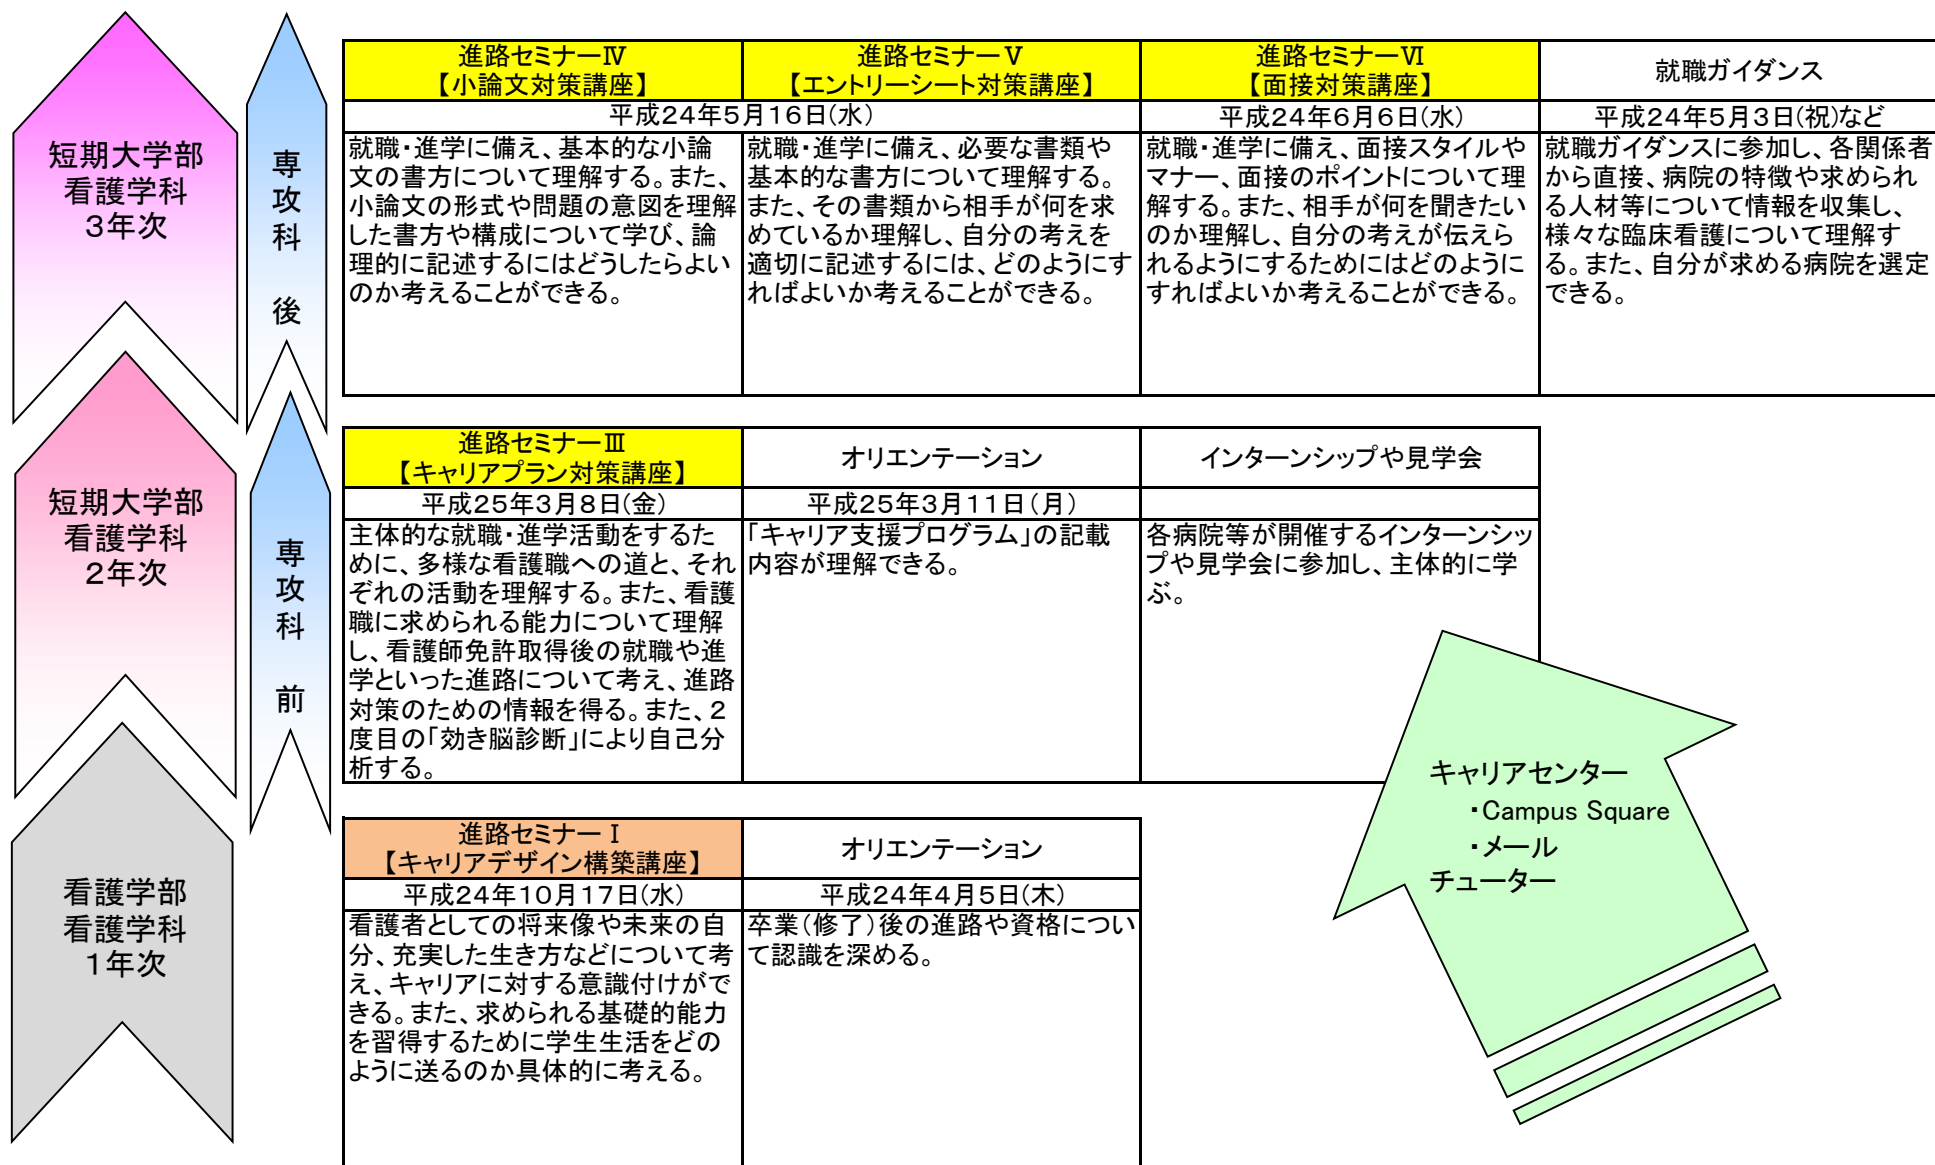 短期大学部
看護学科
3年次
専
攻
科
後
進路セミナーⅣ
【小論文対策講座】
進路セミナーⅤ
【エントリーシート対策講座】
進路セミナーⅥ
【面接対策講座】
就職ガイダンス
平成24年5月16日(水)
平成24年6月6日(水)
平成24年5月3日(祝)など
就職・進学に備え、基本的な小論
文の書方について理解する。また、
小論文の形式や問題の意図を理解
した書方や構成について学び、論
理的に記述するにはどうしたらよい
のか考えることができる。
就職・進学に備え、必要な書類や
基本的な書方について理解する。
また、その書類から相手が何を求
めているか理解し、自分の考えを
適切に記述するには、どのようにす
ればよいか考えることができる。
就職・進学に備え、面接スタイルや
マナー、面接のポイントについて理
解する。また、相手が何を聞きたい
のか理解し、自分の考えが伝えら
れるようにするためにはどのように
すればよいか考えることができる。
就職ガイダンスに参加し、各関係者
から直接、病院の特徴や求められ
る人材等について情報を収集し、
様々な臨床看護について理解す
る。また、自分が求める病院を選定
できる。
短期大学部
看護学科
2年次
専
攻
科
前
進路セミナーⅢ
【キャリアプラン対策講座】
オリエンテーション
インターンシップや見学会
平成25年3月8日(金)
平成25年3月11日(月)
主体的な就職・進学活動をするた
めに、多様な看護職への道と、それ
ぞれの活動を理解する。また、看護
職に求められる能力について理解
し、看護師免許取得後の就職や進
学といった進路について考え、進路
対策のための情報を得る。また、2
度目の「効き脳診断」により自己分
析する。
「キャリア支援プログラム」の記載
内容が理解できる。
各病院等が開催するインターンシッ
プや見学会に参加し、主体的に学
ぶ。
看護学部
看護学科
1年次
進路セミナーⅠ
【キャリアデザイン構築講座】
オリエンテーション
平成24年10月17日(水)
平成24年4月5日(木)
看護者としての将来像や未来の自
分、充実した生き方などについて考
え、キャリアに対する意識付けがで
きる。また、求められる基礎的能力
を習得するために学生生活をどの
ように送るのか具体的に考える。
卒業(修了)後の進路や資格につい
て認識を深める。
キャリアセンター
・Campus Square
・メール
チューター